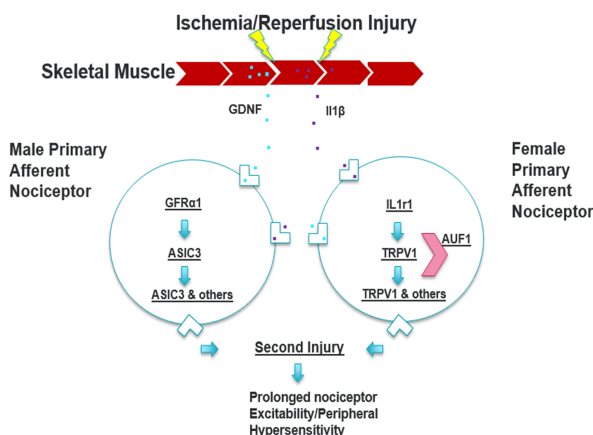 Ischemia/Reperfusion Injury
Skeletal Muscle
GDNF
Il1β
Male Primary
Afferent
Nociceptor
Female
Primary
Afferent
Nociceptor
GFRα1
ASIC3
ASIC3 & others
IL1r1
AUF1
TRPV1
TRPV1 & others
Second Injury
Prolonged nociceptor
Excitability/Peripheral
Hypersensitivity